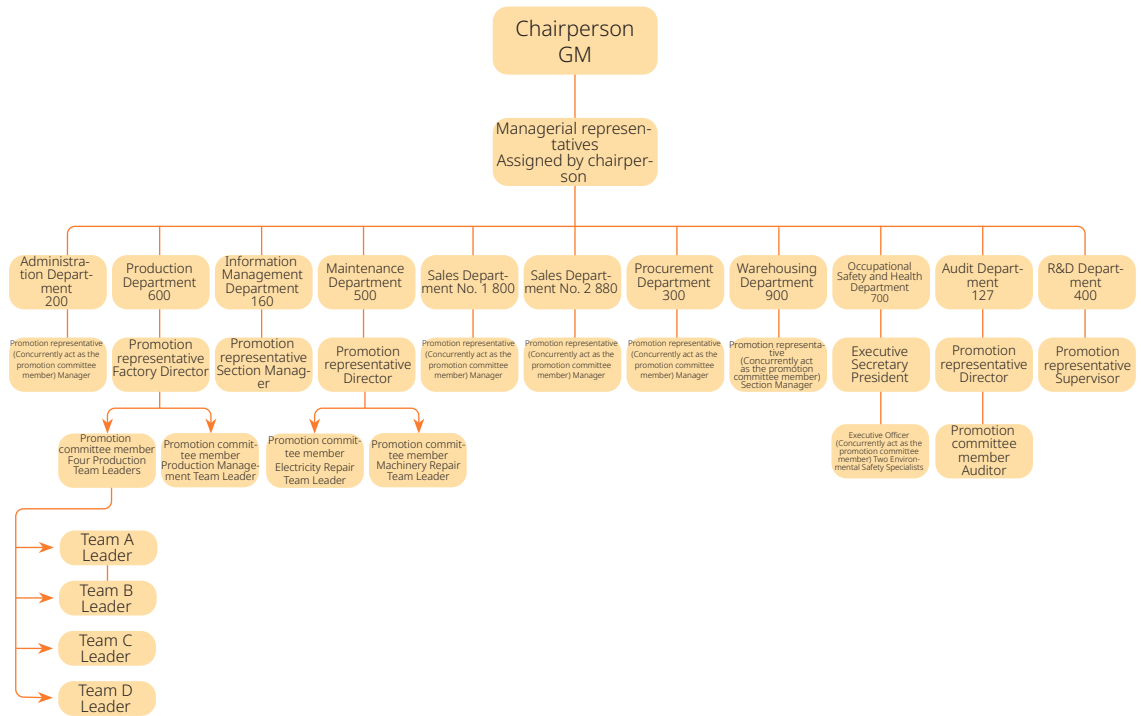 Chairperson
GM
Managerial represen-
tatives
Assigned by chairper-
son
Administra-
tion Depart-
ment
200
Production
Department
600
Information
Management
Department
160
Maintenance
Department
500
Sales Depart-
ment No. 1 800
Sales Depart-
ment No. 2 880
Procurement
Department
300
Warehousing
Department
900
Occupational
Safety and Health
Department
700
Audit Depart-
ment
127
R&D Depart-
ment
400
Promotion representative
(Concurrently act as the
promotion committee
member) Manager
Promotion
representative
Factory Director
Promotion
representative
Section Manag-
er
Promotion
representative
Director
Promotion representative
(Concurrently act as the
promotion committee
member) Manager
Promotion representative
(Concurrently act as the
promotion committee
member) Manager
Promotion representative
(Concurrently act as the
promotion committee
member) Manager
Promotion representa-
tive
(Concurrently act
as the promotion
committee member)
Section Manager
Executive
Secretary
President
Promotion
representative
Director
Promotion
representative
Supervisor
Promotion
committee member
Four Production
Team Leaders
Promotion commit-
tee member
Production Manage-
ment Team Leader
Promotion commit-
tee member
Electricity Repair
Team Leader
Promotion commit-
tee member
Machinery Repair
Team Leader
Executive Officer
(Concurrently act as the
promotion committee
member) Two Environ-
mental Safety Specialists
Promotion
committee
member
Auditor
Team A
Leader
Team B
Leader
Team C
Leader
Team D
Leader